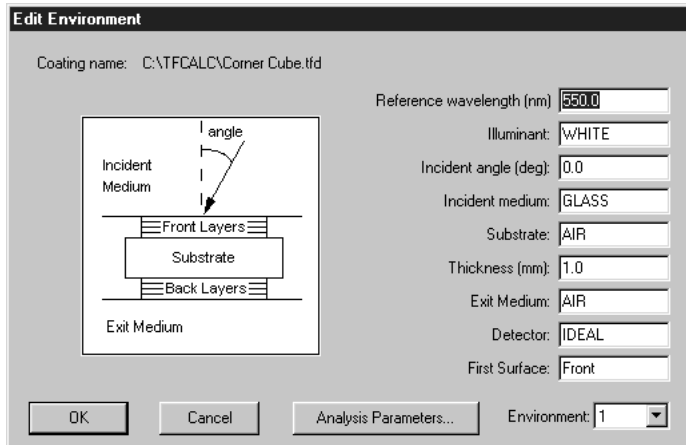 Edit Environment
Coating name: C:\TFCALC\Corner Cube.tfd
Reference wavelength (nm) 550.0
Illuminant: WHITE
Incident angle (deg): 0.0
Incident medium: GLASS
Substrate: AIR
Thickness (mm): 1.0
Exit Medium: AIR
Detector: IDEAL
First Surface: Front
angle
Incident
Medium
Front Layers
Substrate
Back Layers
Exit Medium
OK
Cancel
Analysis Parameters...
Environment: 1